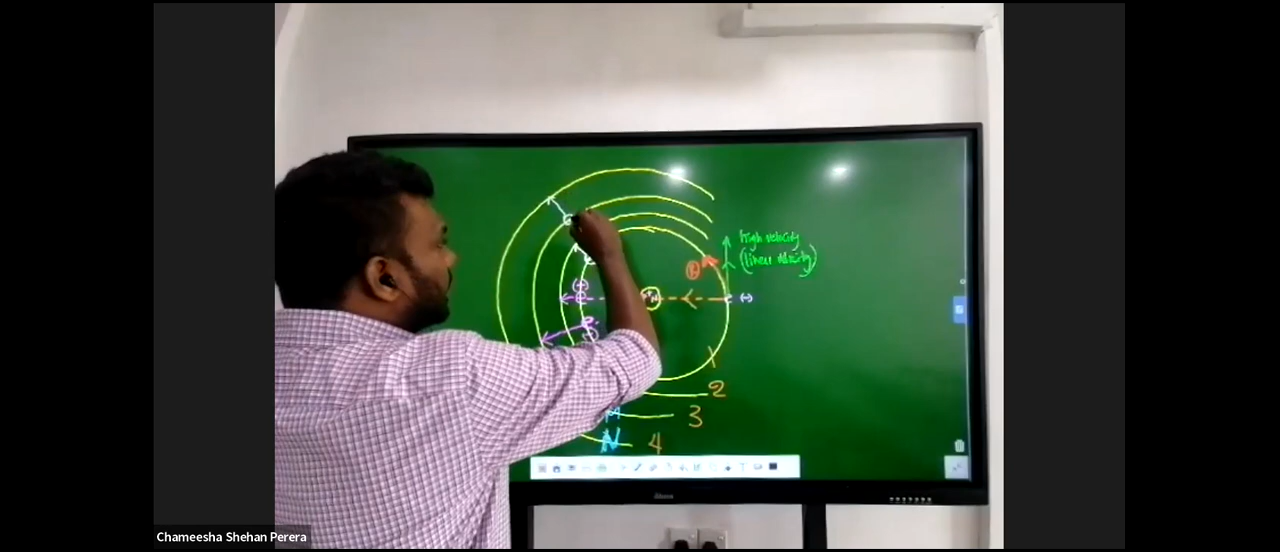 high velocity
(linear velocity)
e (-)
(+)
N
1
2
3
M
N 4
Chameesha Shehan Perera